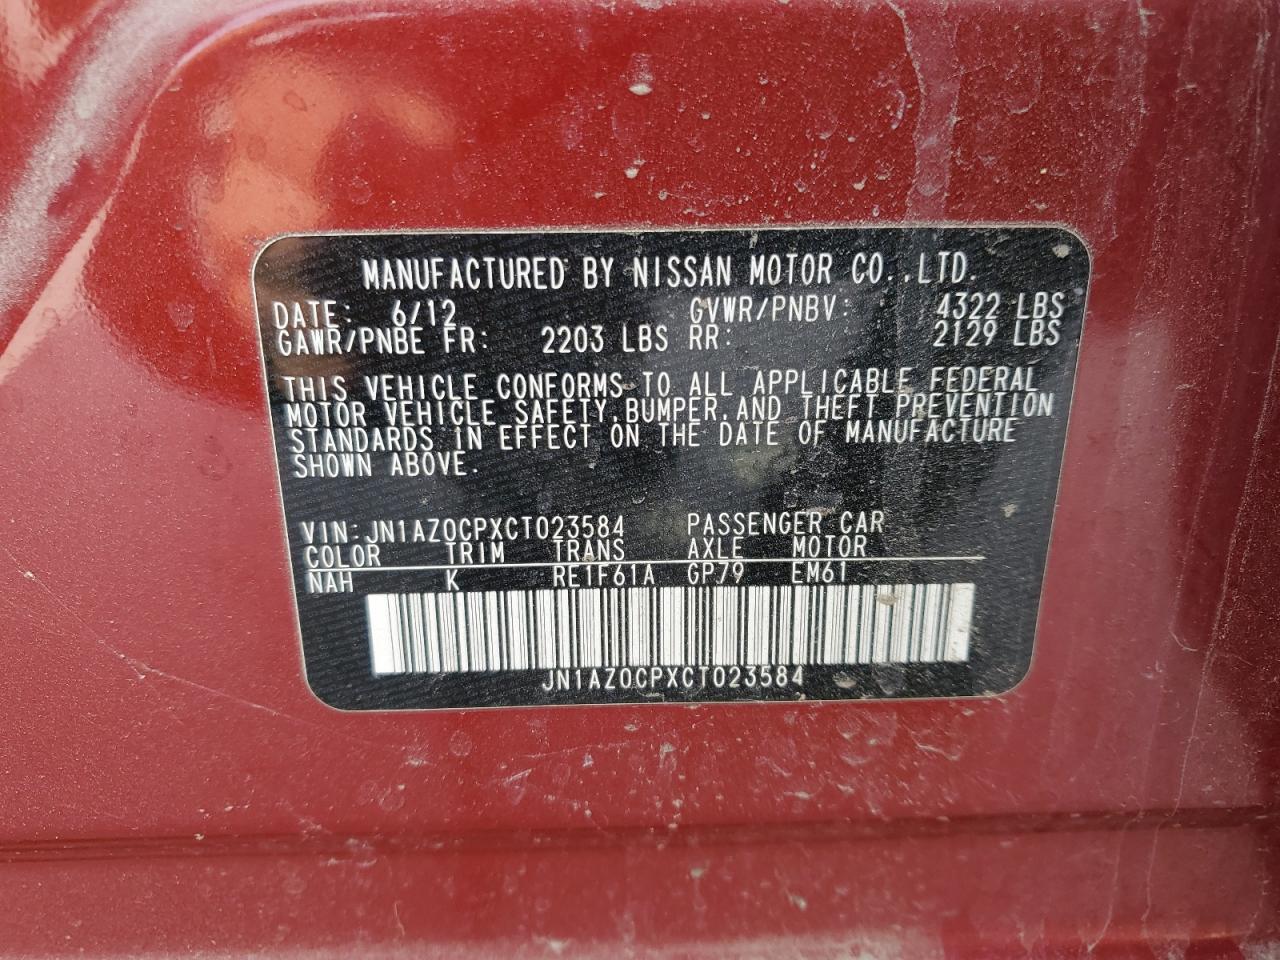 MANUFACTURED BY NISSAN MOTOR CO.,LTD.
DATE: 6/12 GVWR/PNBV: 4322 LBS
GAWR/PNBE FR: 2203 LBS RR: 2129 LBS
THIS VEHICLE CONFORMS TO ALL APPLICABLE FEDERAL
MOTOR VEHICLE SAFETY,BUMPER,AND THEFT PREVENTION
STANDARDS IN EFFECT ON THE DATE OF MANUFACTURE
SHOWN ABOVE.
VIN:JN1AZ0CPXCT023584 PASSENGER CAR
COLOR TRIM TRANS AXLE MOTOR
NAH K RE1F61A GP79 EM61
JN1AZ0CPXCT023584